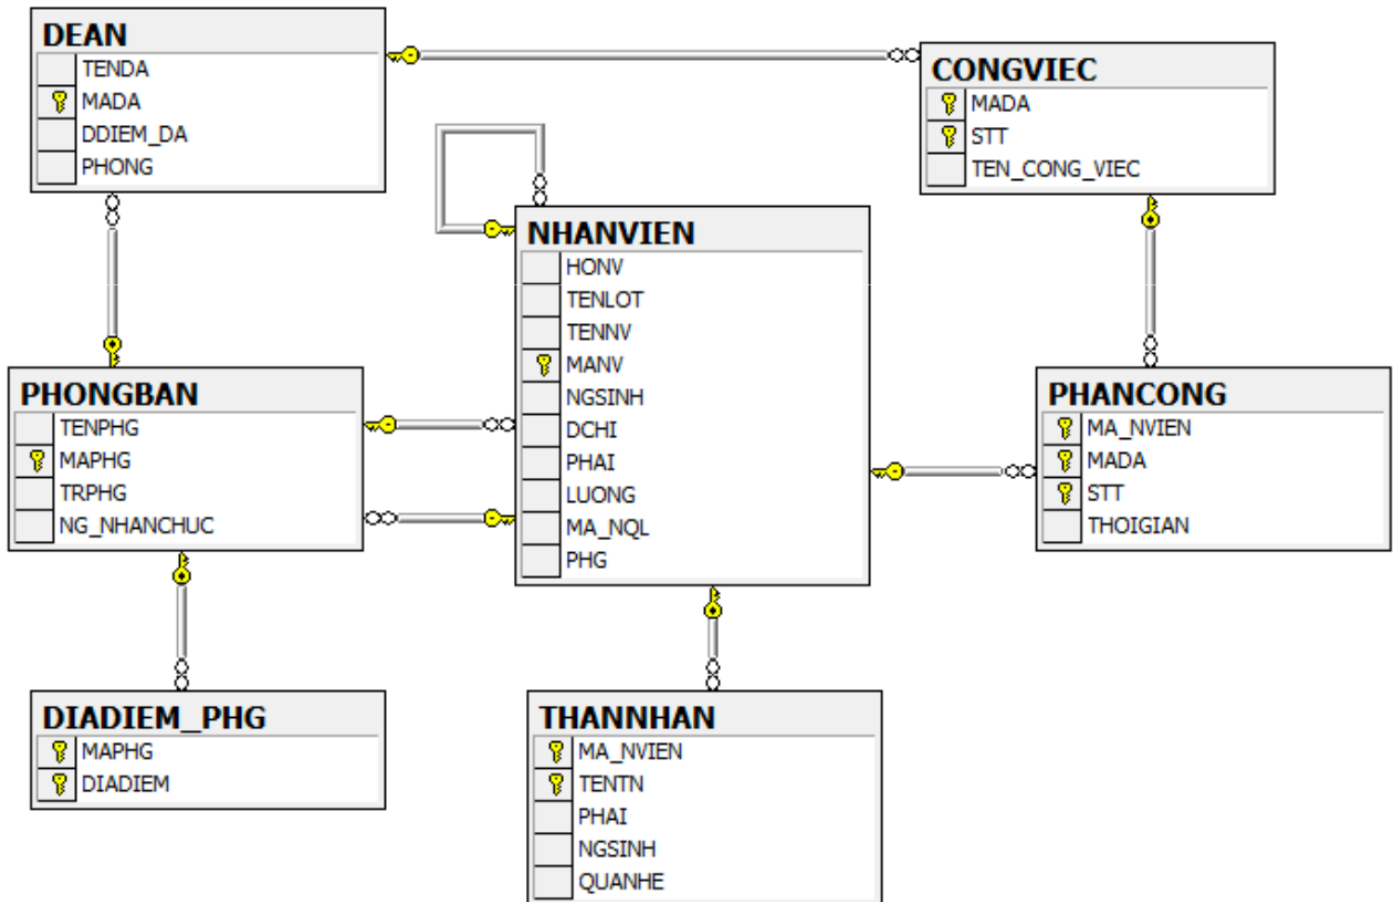 DEAN
TENDA
MADA
DDIEM_DA
PHONG
CONGVIEC
MADA
STT
TEN_CONG_VIEC
NHANVIEN
HONV
TENLOT
TENNV
MANV
NGSINH
DCHI
PHAI
LUONG
MA_NQL
PHG
PHONGBAN
TENPHG
MAPHG
TRPHG
NG_NHANCHUC
PHANCONG
MA_NVIEN
MADA
STT
THOIGIAN
DIADIEM_PHG
MAPHG
DIADIEM
THANNHAN
MA_NVIEN
TENTN
PHAI
NGSINH
QUANHE